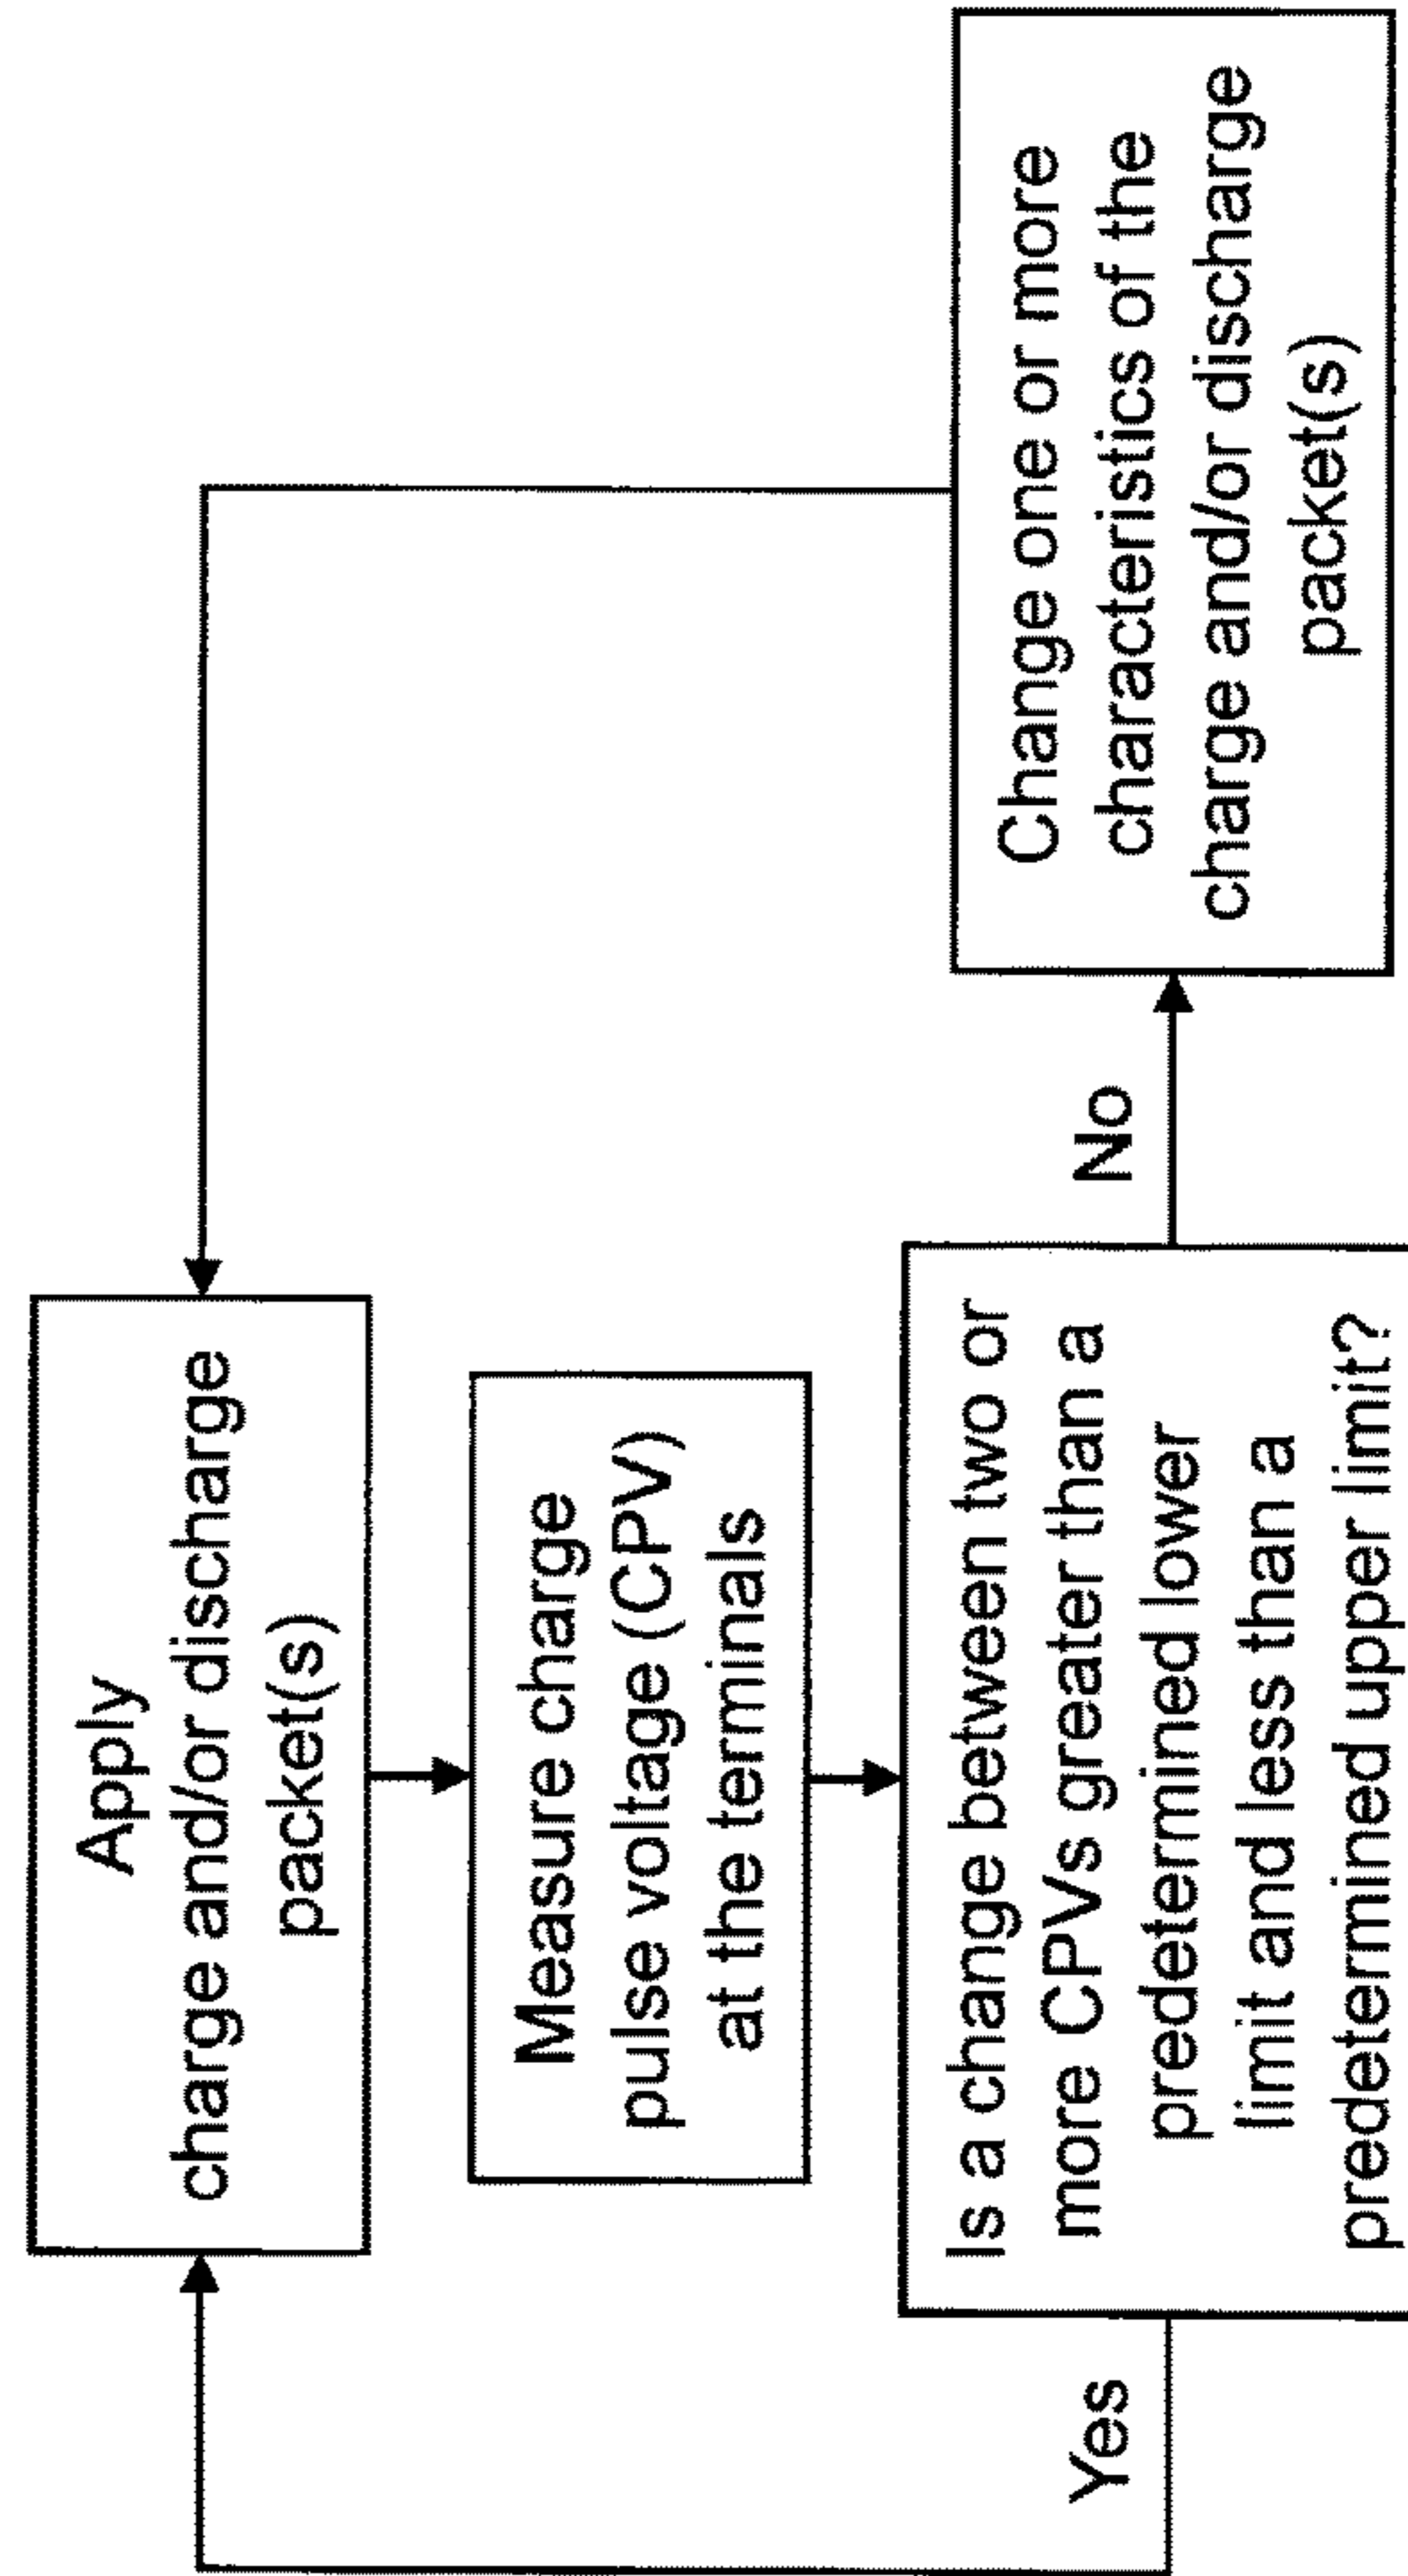 Apply
charge and/or discharge
packet(s)
Measure charge
pulse voltage (CPV)
at the terminals
Is a change between two or
more CPVs greater than a
predetermined lower
limit and less than a
predetermined upper limit?
Yes
No
Change one or more
characteristics of the
charge and/or discharge
packet(s)